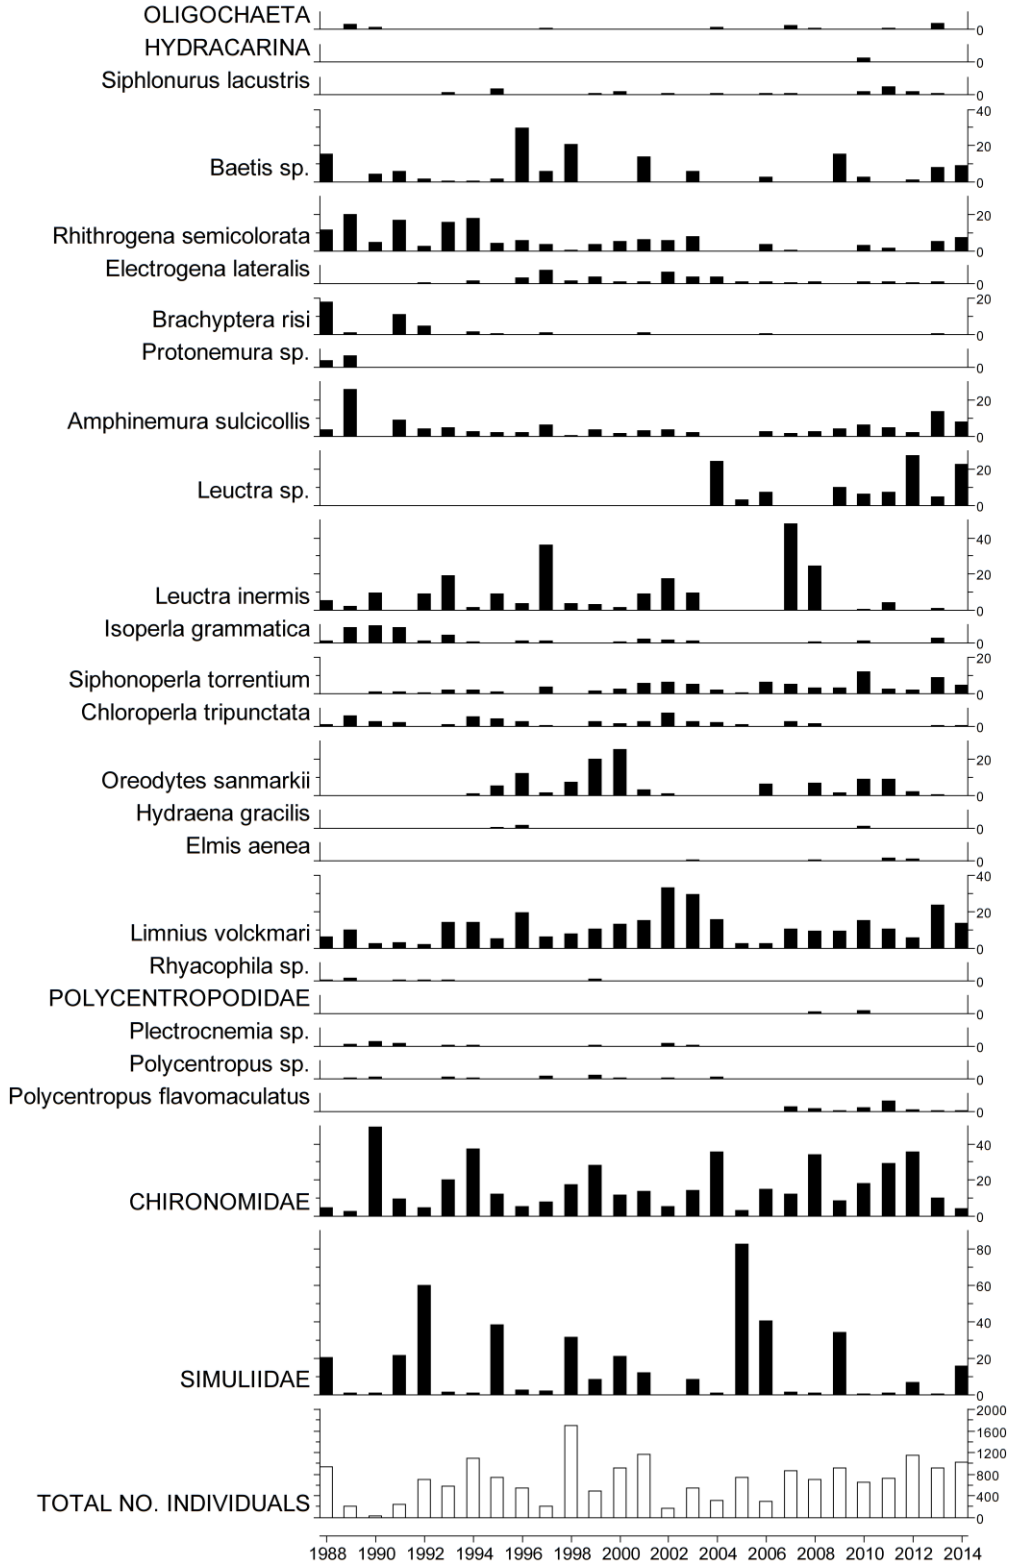 OLIGOCHAETA
0
HYDRACARINA
0
Siphlonurus lacustris
0
40
20
Baetis sp.
0
20
Rhithrogena semicolorata
0
Electrogena lateralis
0
20
Brachyptera risi
0
Protonemura sp.
0
20
Amphinemura sulcicollis
0
20
Leuctra sp.
0
40
20
Leuctra inermis
0
Isoperla grammatica
0
20
Siphonoperla torrentium
0
Chloroperla tripunctata
0
20
Oreodytes sanmarkii
0
Hydraena gracilis
0
Elmis aenea
0
40
20
Limnius volckmari
0
Rhyacophila sp.
0
POLYCENTROPODIDAE
0
Plectrocnemia sp.
0
Polycentropus sp.
0
Polycentropus flavomaculatus
0
40
20
CHIRONOMIDAE
0
80
60
40
20
SIMULIIDAE
0
2000
1600
1200
800
400
TOTAL NO. INDIVIDUALS
0
1988 1990 1992 1994 1996 1998 2000 2002 2004 2006 2008 2010 2012 2014